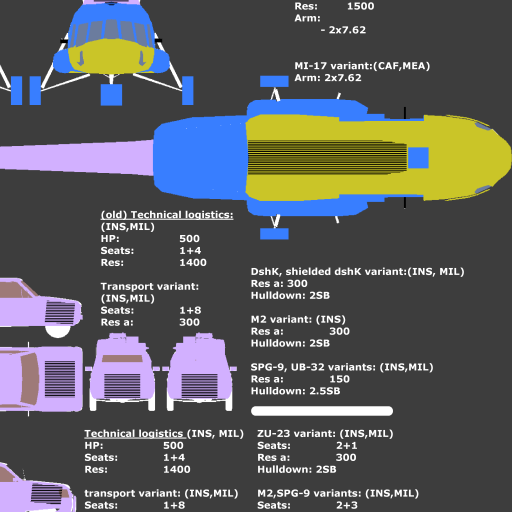 Res: 1500
Arm:
- 2x7.62
MI-17 variant:(CAF,MEA)
Arm: 2x7.62
(old) Technical logistics:
(INS,MIL)
HP: 500
Seats: 1+4
Res: 1400
Transport variant:
(INS,MIL)
Seats: 1+8
Res a: 300
DshK, shielded dshK variant:(INS, MIL)
Res a: 300
Hulldown: 2SB
M2 variant: (INS)
Res a: 300
Hulldown: 2SB
SPG-9, UB-32 variants: (INS,MIL)
Res a: 150
Hulldown: 2.5SB
Technical logistics (INS, MIL)
HP: 500
Seats: 1+4
Res: 1400
transport variant: (INS,MIL)
Seats: 1+8
ZU-23 variant: (INS,MIL)
Seats: 2+1
Res a: 300
Hulldown: 2SB
M2,SPG-9 variants: (INS,MIL)
Seats: 2+3